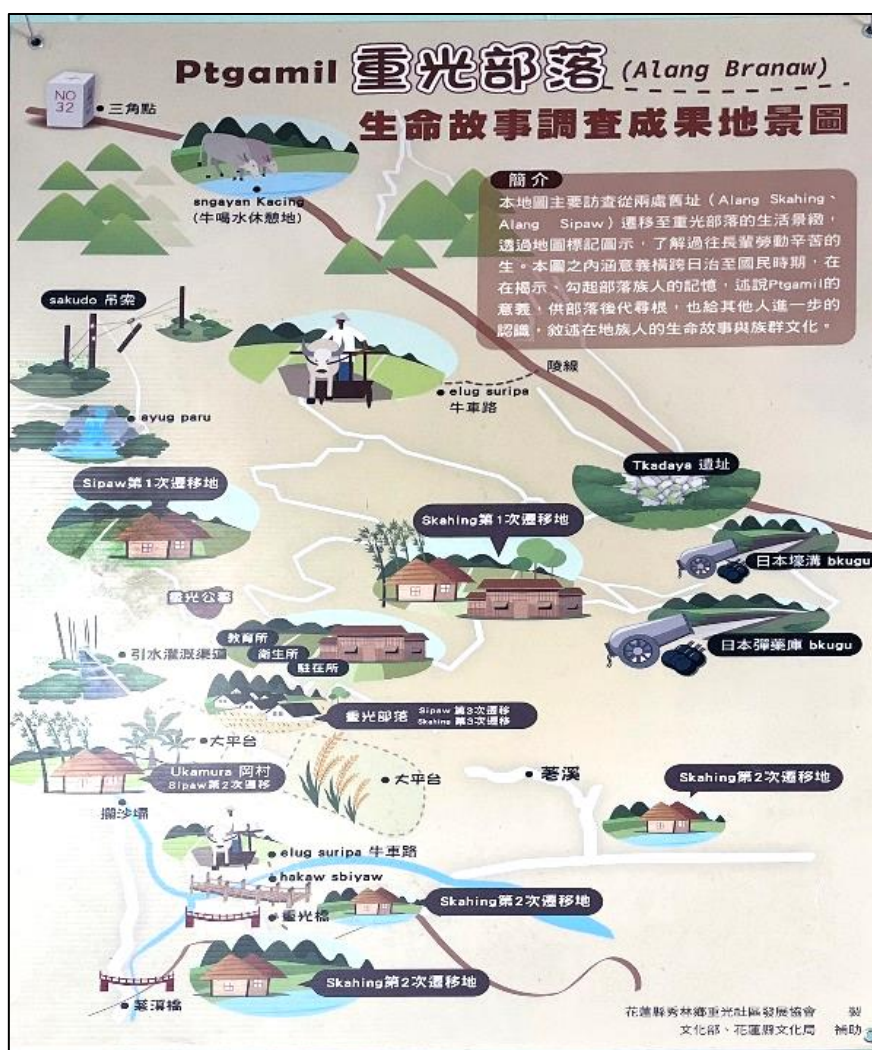 Ptgamil 重光部落 (Alang Branaw)
生命故事調查成果地景圖
NO
32
三角點
sngayan Kacing
(牛喝水休憩地)
簡介
本地圖主要訪查從兩處舊址（Alang Skahing、
Alang Sipaw）遷移至重光部落的生活景緻，
透過地圖標記圖示，了解過往長輩勞動辛苦的
生。本圖之內涵意義橫跨日治至國民時期，在
在揭示，勾起部落族人的記憶，述說Ptgamil的
意義，供部落後代尋根，也給其他人進一步的
認識，敘述在地族人的生命故事與族群文化。
sakudo 吊索
陵線
elug suripa
牛車路
ayug paru
Tkadaya 遺址
Sipaw第1次遷移地
Skahing第1次遷移地
日本壕溝 bkugu
重光公墓
教育所
衛生所
駐在所
引水灌溉渠道
日本彈藥庫 bkugu
重光部落
Sipaw 第3次遷移
Skahing 第3次遷移
大平台
Ukamura 岡村
Sipaw第2次遷移
大平台
荖溪
Skahing第2次遷移地
攔沙壩
elug suripa 牛車路
hakaw sbiyaw
Skahing第2次遷移地
重光橋
Skahing第2次遷移地
荖溪橋
花蓮縣秀林鄉重光社區發展協會 製
文化部、花蓮縣文化局 補助